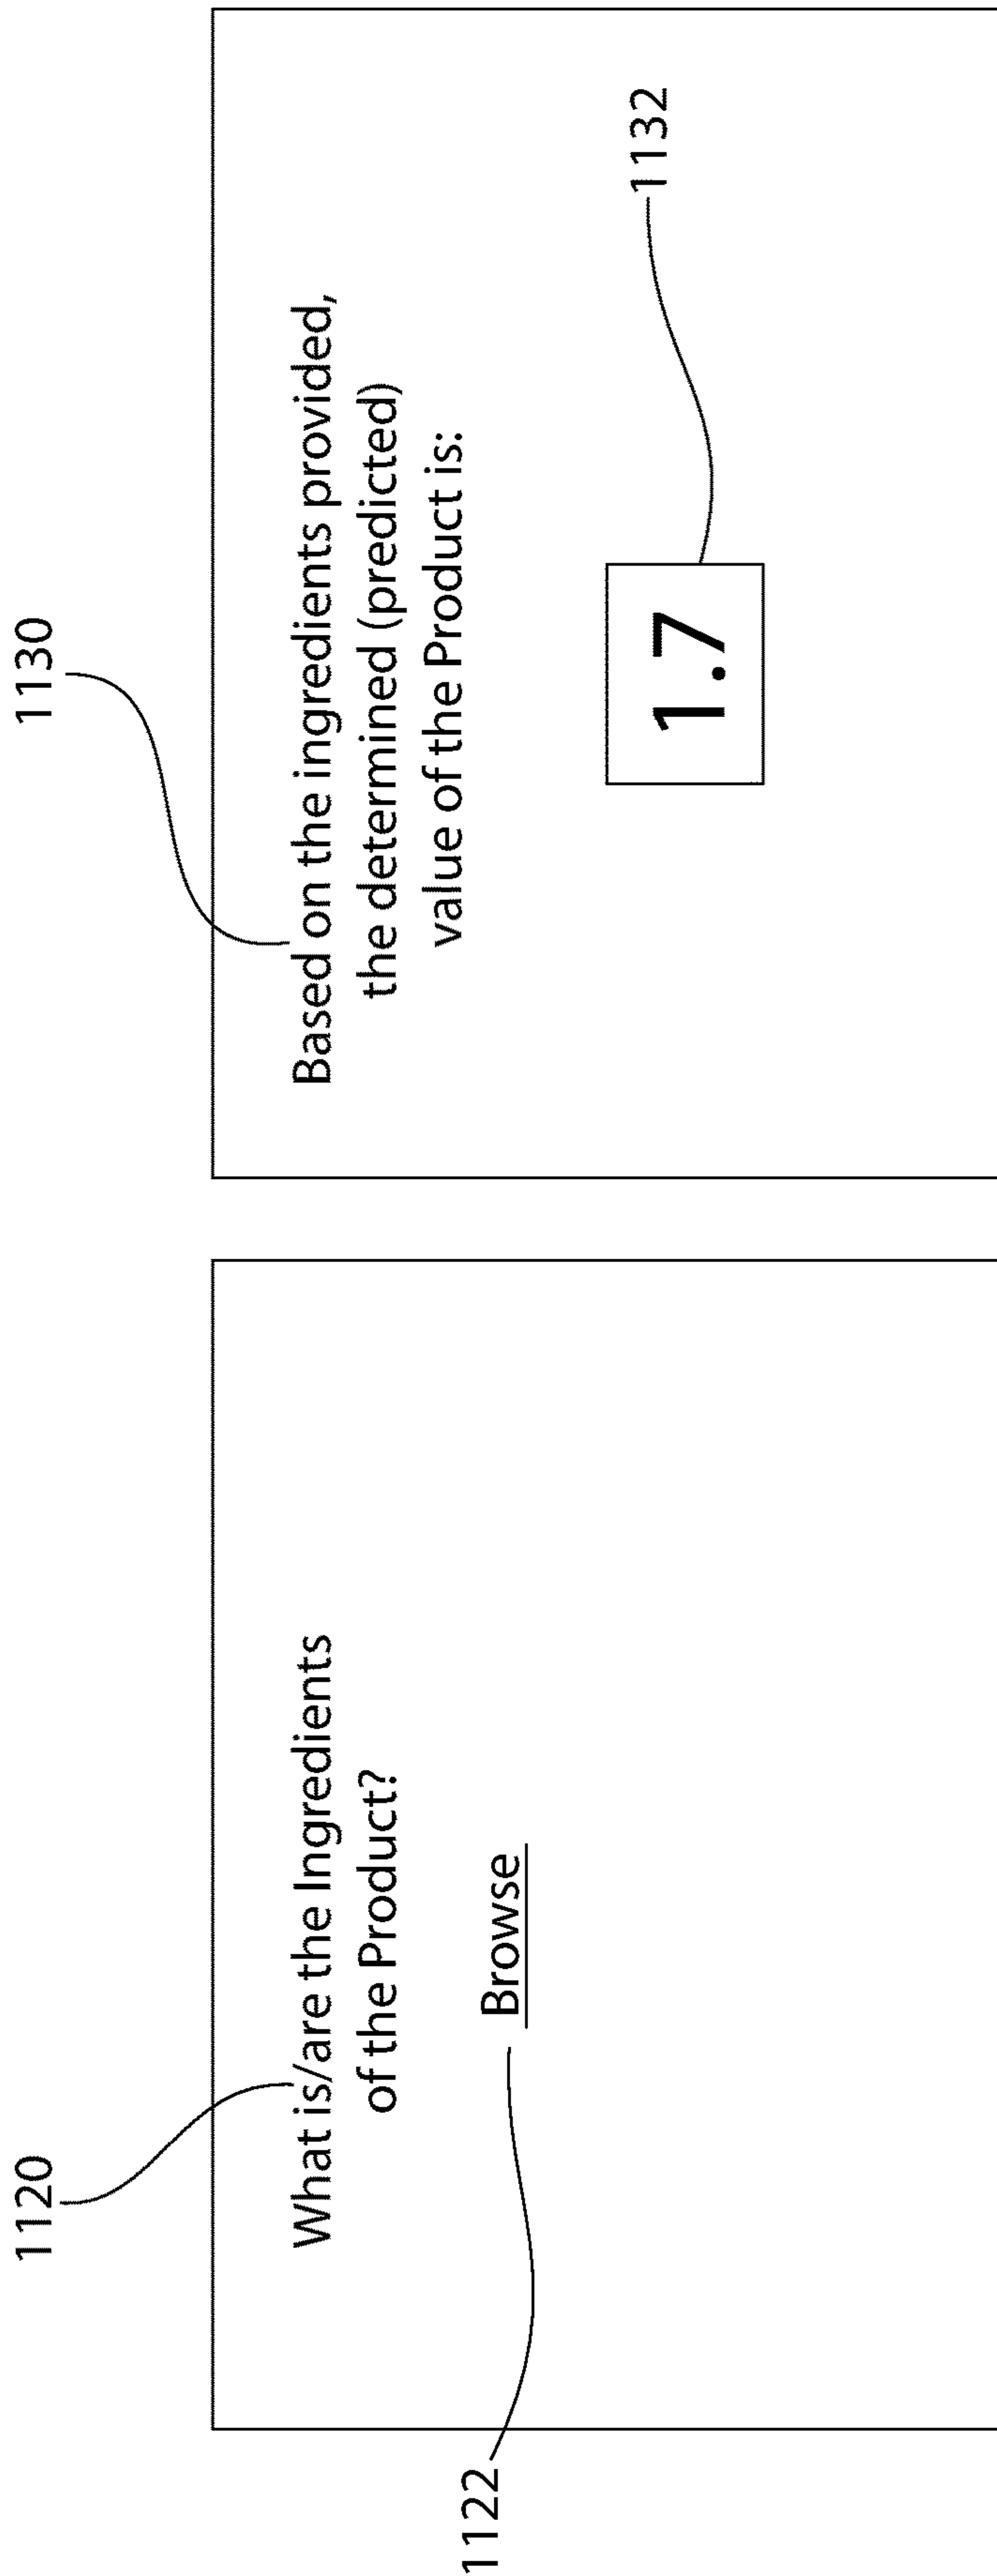 1120
What is/are the Ingredients
of the Product?
1122
Browse
1130
Based on the ingredients provided,
the determined (predicted)
value of the Product is:
1.7
1132